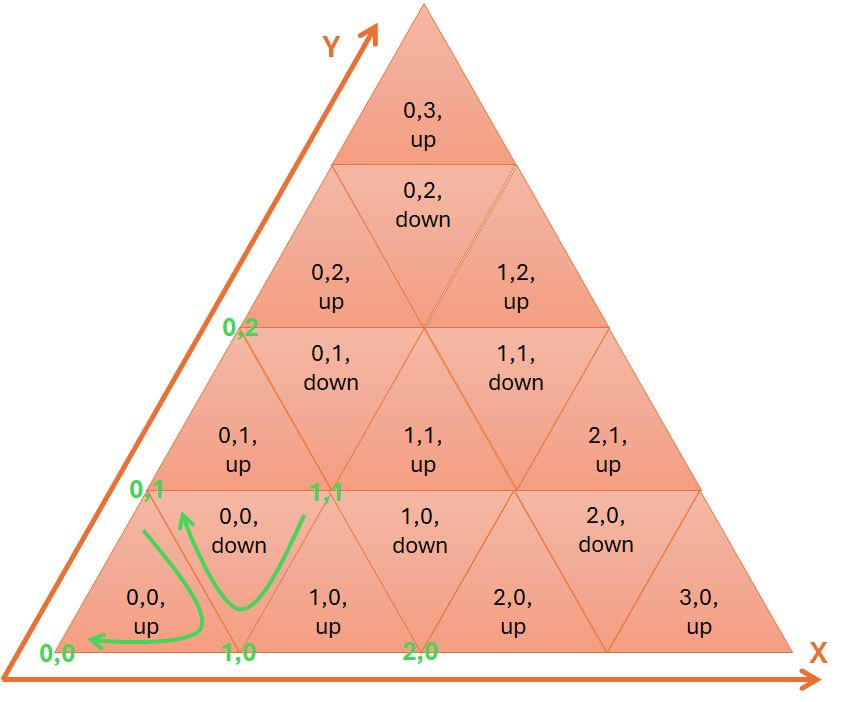 Y
0,3,
up
0,2,
down
0,2,
up
1,2,
up
0,2
0,1,
down
1,1,
down
0,1,
up
1,1,
up
2,1,
up
0,1
1,1
0,0,
down
1,0,
down
2,0,
down
0,0,
up
1,0,
up
2,0,
up
3,0,
up
0,0
1,0
2,0
X